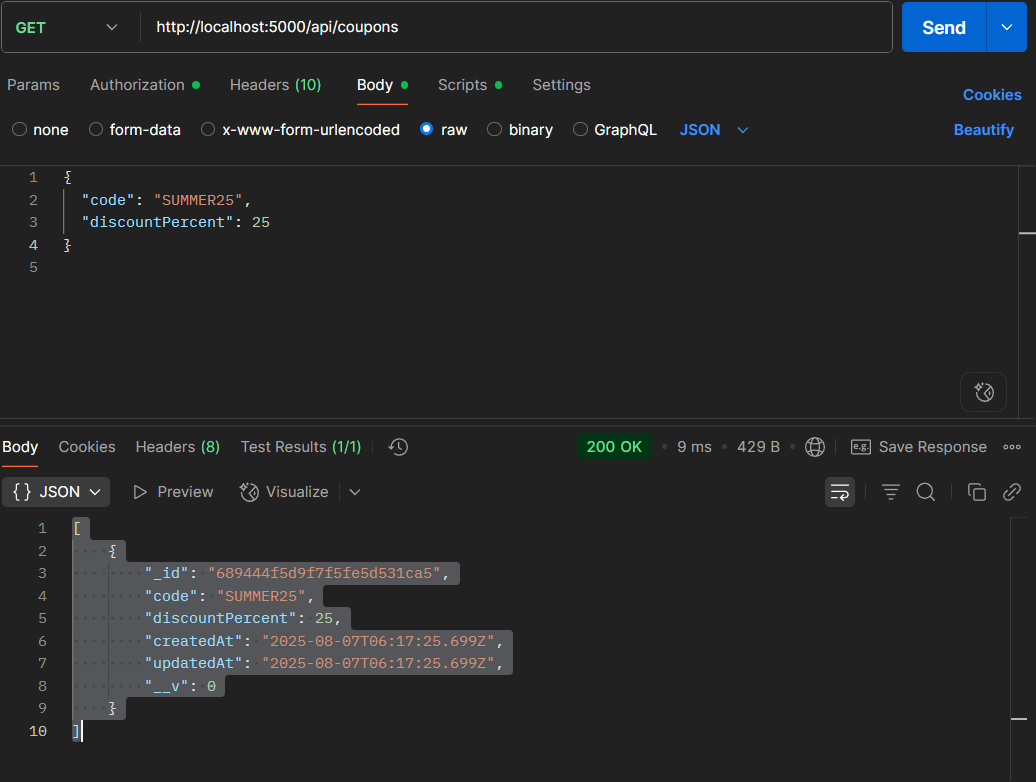 GET http://localhost:5000/api/coupons Send
Params Authorization Headers (10) Body Scripts Settings Cookies
none form-data x-www-form-urlencoded raw binary GraphQL JSON Beautify
1 {
2 "code": "SUMMER25",
3 "discountPercent": 25
4 }
5
Body Cookies Headers (8) Test Results (1/1) 200 OK • 9 ms • 429 B • e.g. Save Response
{} JSON Preview Visualize
1 [
2 {
3 "_id": "689444f5d9f7f5fe5d531ca5",
4 "code": "SUMMER25",
5 "discountPercent": 25,
6 "createdAt": "2025-08-07T06:17:25.699Z",
7 "updatedAt": "2025-08-07T06:17:25.699Z",
8 "__v": 0
9 }
10 ]